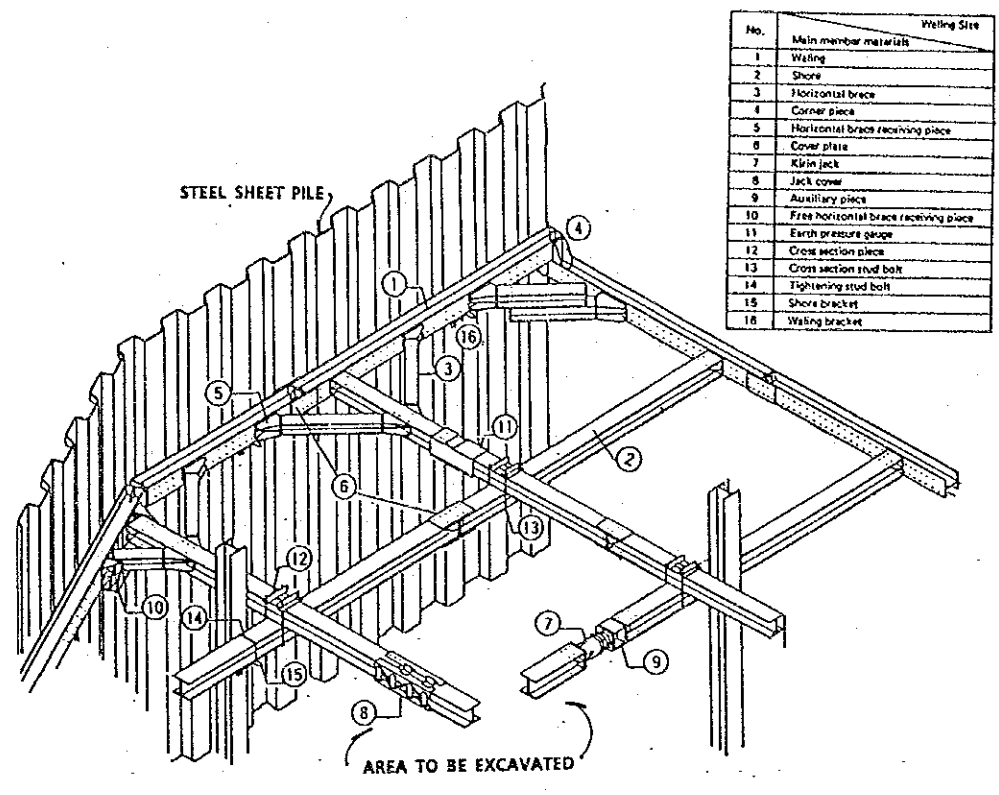 No.
Waling Size
Main member materials
1 Waling
2 Shore
3 Horizontal brace
4 Corner piece
5 Horizontal brace receiving piece
6 Cover plate
7 Kirin jack
8 Jack cover
9 Auxiliary piece
10 Free horizontal brace receiving piece
11 Earth pressure gauge
12 Cross section piece
13 Cross section stud bolt
14 Tightening stud bolt
15 Shore bracket
16 Waling bracket
STEEL SHEET PILE
4
1
16
3
5
11
2
6
13
12
10
14
7
9
15
8
AREA TO BE EXCAVATED